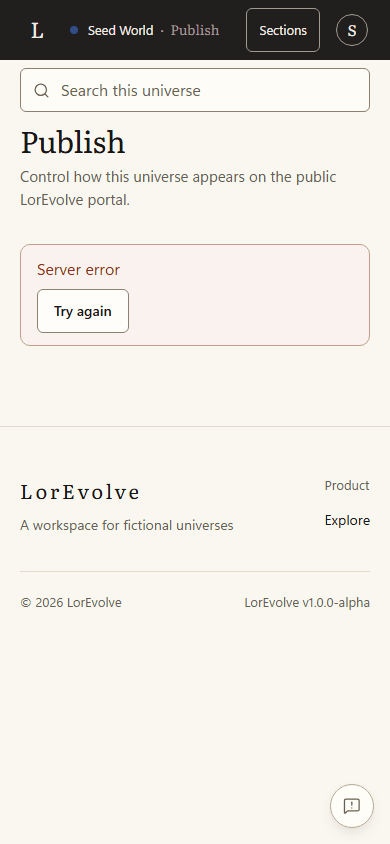 L
Seed World · Publish
Sections
S
Search this universe
Publish
Control how this universe appears on the public
LorEvolve portal.
Server error
Try again
LorEvolve
A workspace for fictional universes
Product
Explore
© 2026 LorEvolve
LorEvolve v1.0.0-alpha